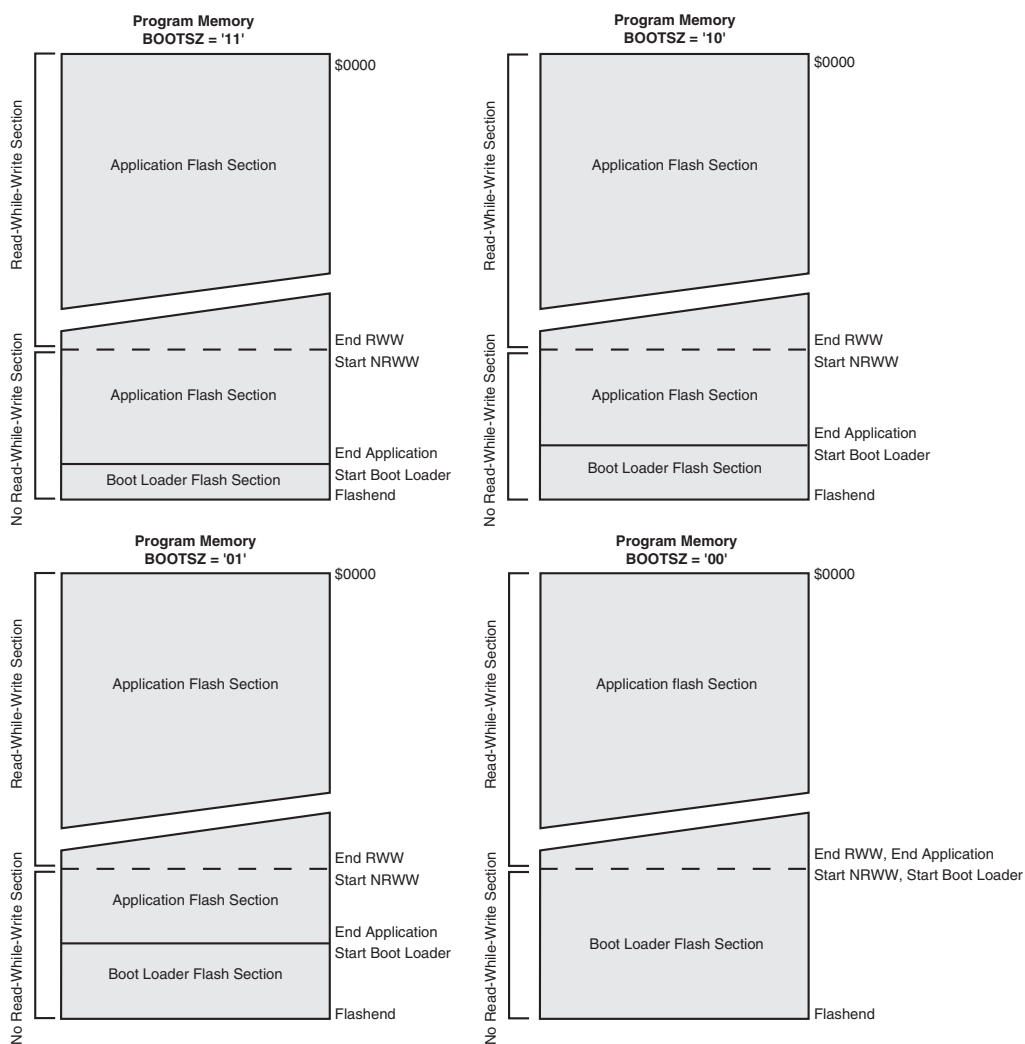 Program Memory
BOOTSZ = '11'
$0000
Read-While-Write Section
Application Flash Section
End RWW
Start NRWW
No Read-While-Write Section
Application Flash Section
End Application
Start Boot Loader
Boot Loader Flash Section
Flashend
Program Memory
BOOTSZ = '10'
$0000
Read-While-Write Section
Application Flash Section
End RWW
Start NRWW
No Read-While-Write Section
Application Flash Section
End Application
Start Boot Loader
Boot Loader Flash Section
Flashend
Program Memory
BOOTSZ = '01'
$0000
Read-While-Write Section
Application Flash Section
End RWW
Start NRWW
No Read-While-Write Section
Application Flash Section
End Application
Start Boot Loader
Boot Loader Flash Section
Flashend
Program Memory
BOOTSZ = '00'
$0000
Read-While-Write Section
Application flash Section
End RWW, End Application
Start NRWW, Start Boot Loader
No Read-While-Write Section
Boot Loader Flash Section
Flashend